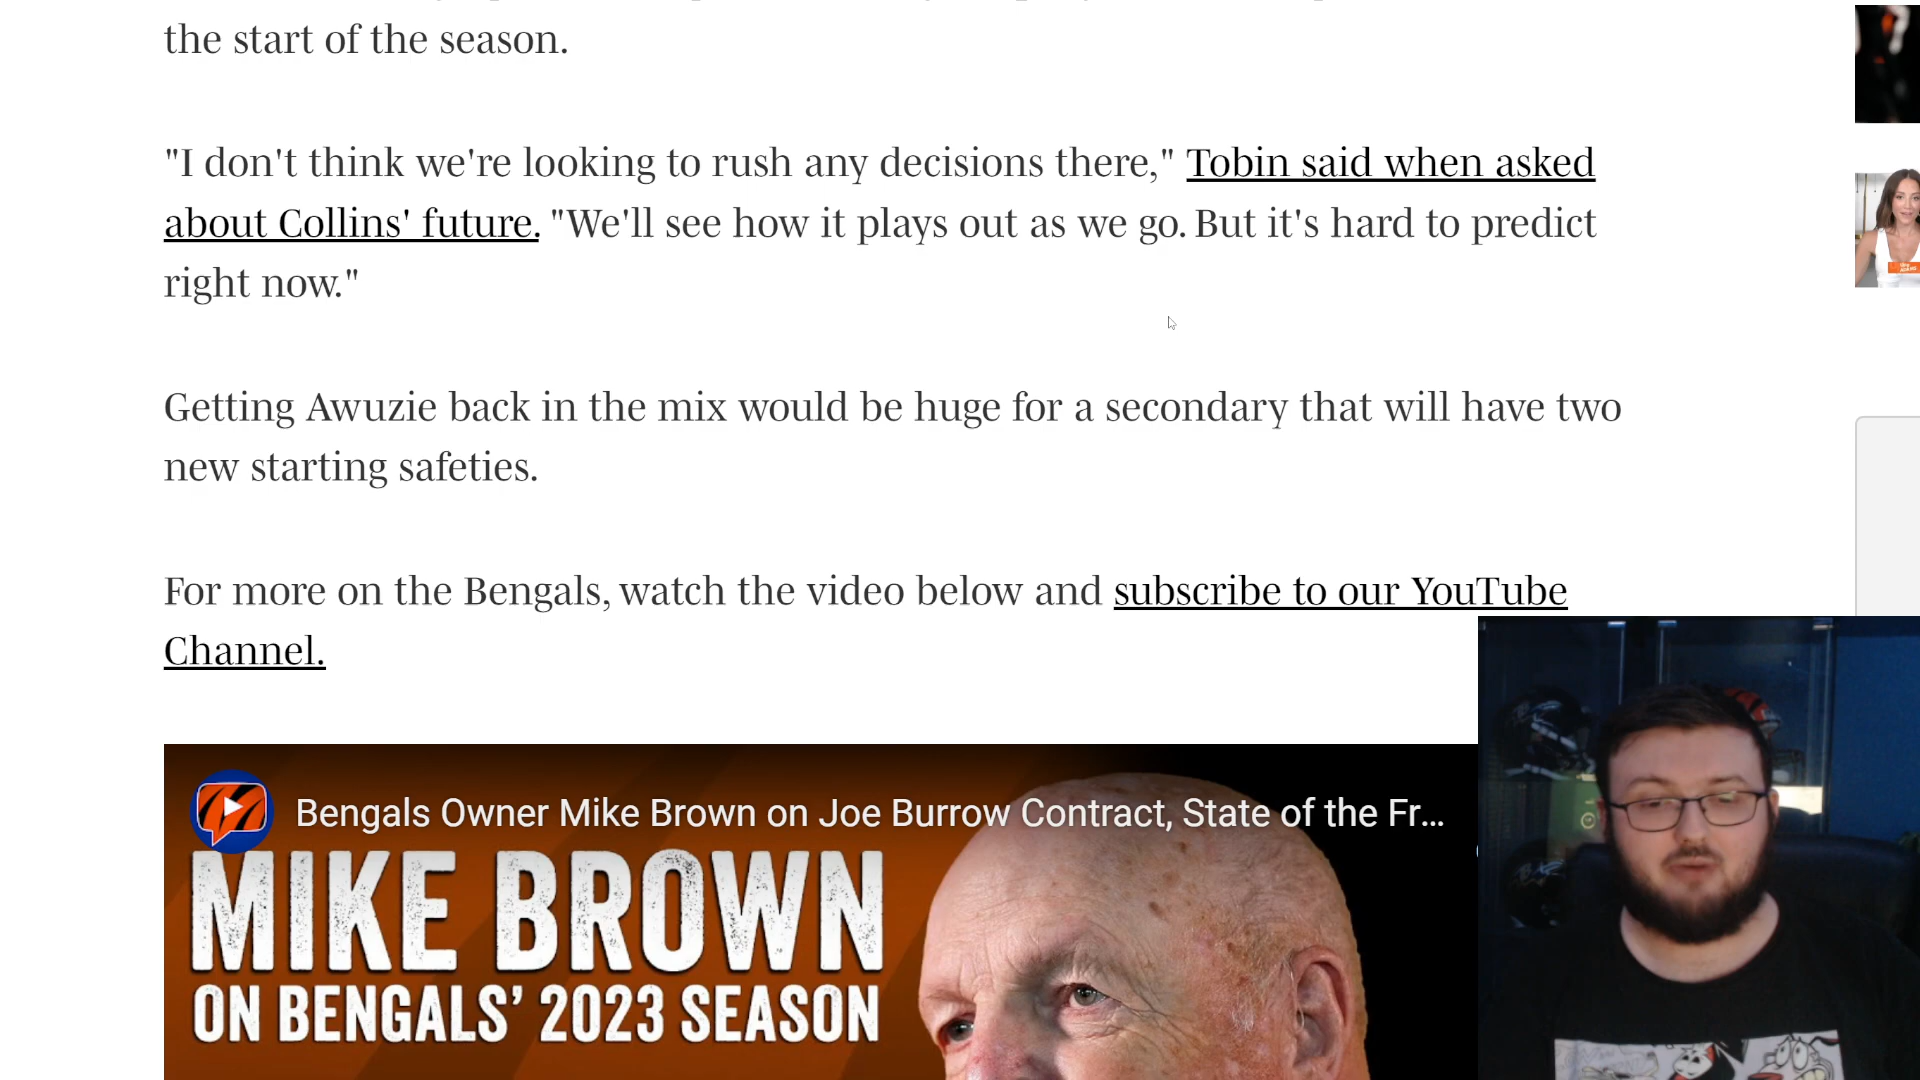 the start of the season.
"I don't think we're looking to rush any decisions there," Tobin said when asked
about Collins' future. "We'll see how it plays out as we go. But it's hard to predict
right now."
Getting Awuzie back in the mix would be huge for a secondary that will have two
new starting safeties.
For more on the Bengals, watch the video below and subscribe to our YouTube
Channel.
Bengals Owner Mike Brown on Joe Burrow Contract, State of the Fr...
MIKE BROWN
ON BENGALS' 2023 SEASON